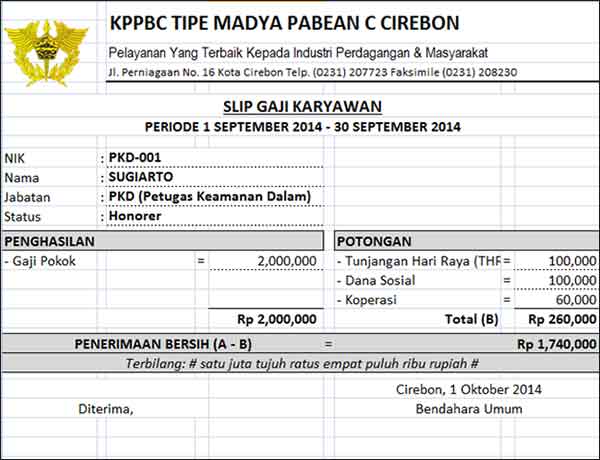 KPPBC TIPE MADYA PABEAN C CIREBON
Pelayanan Yang Terbaik Kepada Industri Perdagangan & Masyarakat
Jl. Perniagaan No. 16 Kota Cirebon Telp. (0231) 207723 Faksimile (0231) 208230
SLIP GAJI KARYAWAN
PERIODE 1 SEPTEMBER 2014 - 30 SEPTEMBER 2014
NIK : PKD-001
Nama : SUGIARTO
Jabatan : PKD (Petugas Keamanan Dalam)
Status : Honorer
PENGHASILAN POTONGAN
- Gaji Pokok = 2,000,000 - Tunjangan Hari Raya (THR = 100,000
- Dana Sosial = 100,000
- Koperasi = 60,000
Rp 2,000,000 Total (B) Rp 260,000
PENERIMAAN BERSIH (A - B) = Rp 1,740,000
Terbilang: # satu juta tujuh ratus empat puluh ribu rupiah #
Cirebon, 1 Oktober 2014
Diterima, Bendahara Umum